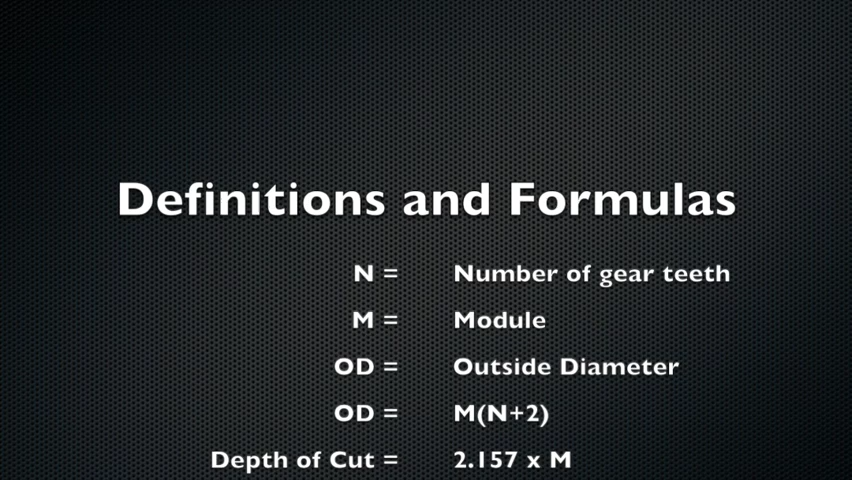 Definitions and Formulas
N = Number of gear teeth
M = Module
OD = Outside Diameter
OD = M(N+2)
Depth of Cut = 2.157 x M